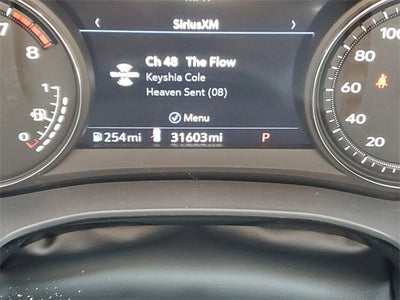 SiriusXM
Ch 48 The Flow
Keyshia Cole
Heaven Sent (08)
Menu
254mi
31603mi
P
7
8
1
0
100
80
60
40
20